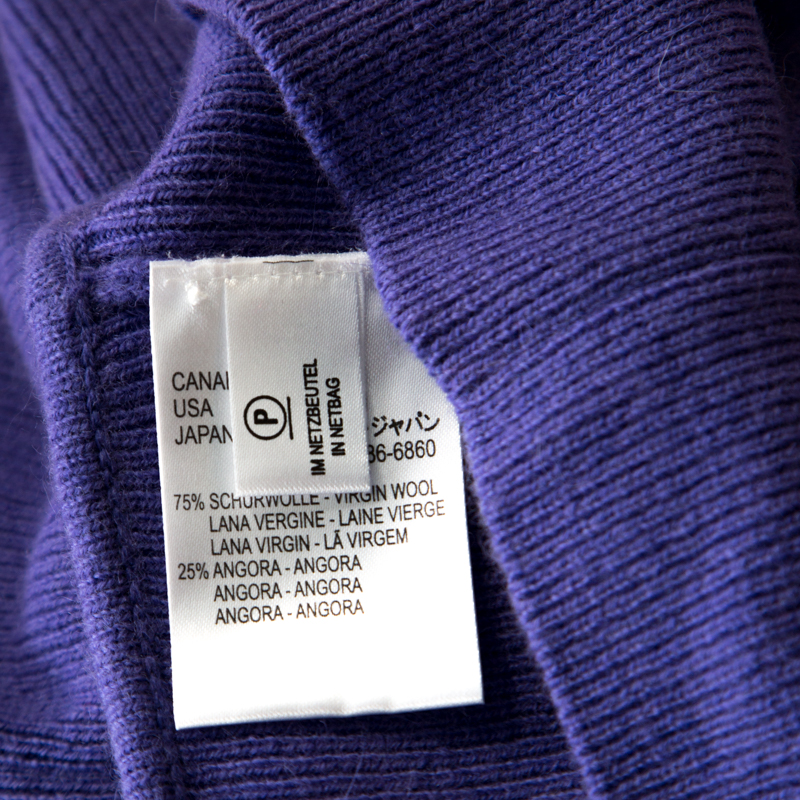 CANA
USA
JAPAN
ジャパン
86-6860
P
IM NETZBEUTEL
IN NETBAG
75% SCHURWOLLE - VIRGIN WOOL
LANA VERGINE - LAINE VIERGE
LANA VIRGIN - LÃ VIRGEM
25% ANGORA - ANGORA
ANGORA - ANGORA
ANGORA - ANGORA